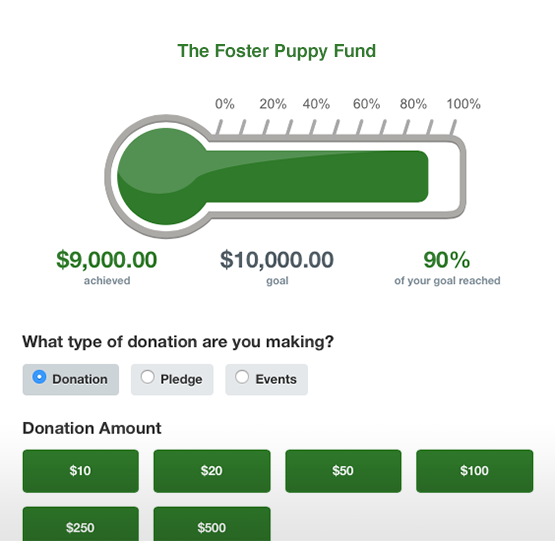 The Foster Puppy Fund
0% 20% 40% 60% 80% 100%
$9,000.00 $10,000.00 90%
achieved goal of your goal reached
What type of donation are you making?
Donation Pledge Events
Donation Amount
$10 $20 $50 $100
$250 $500